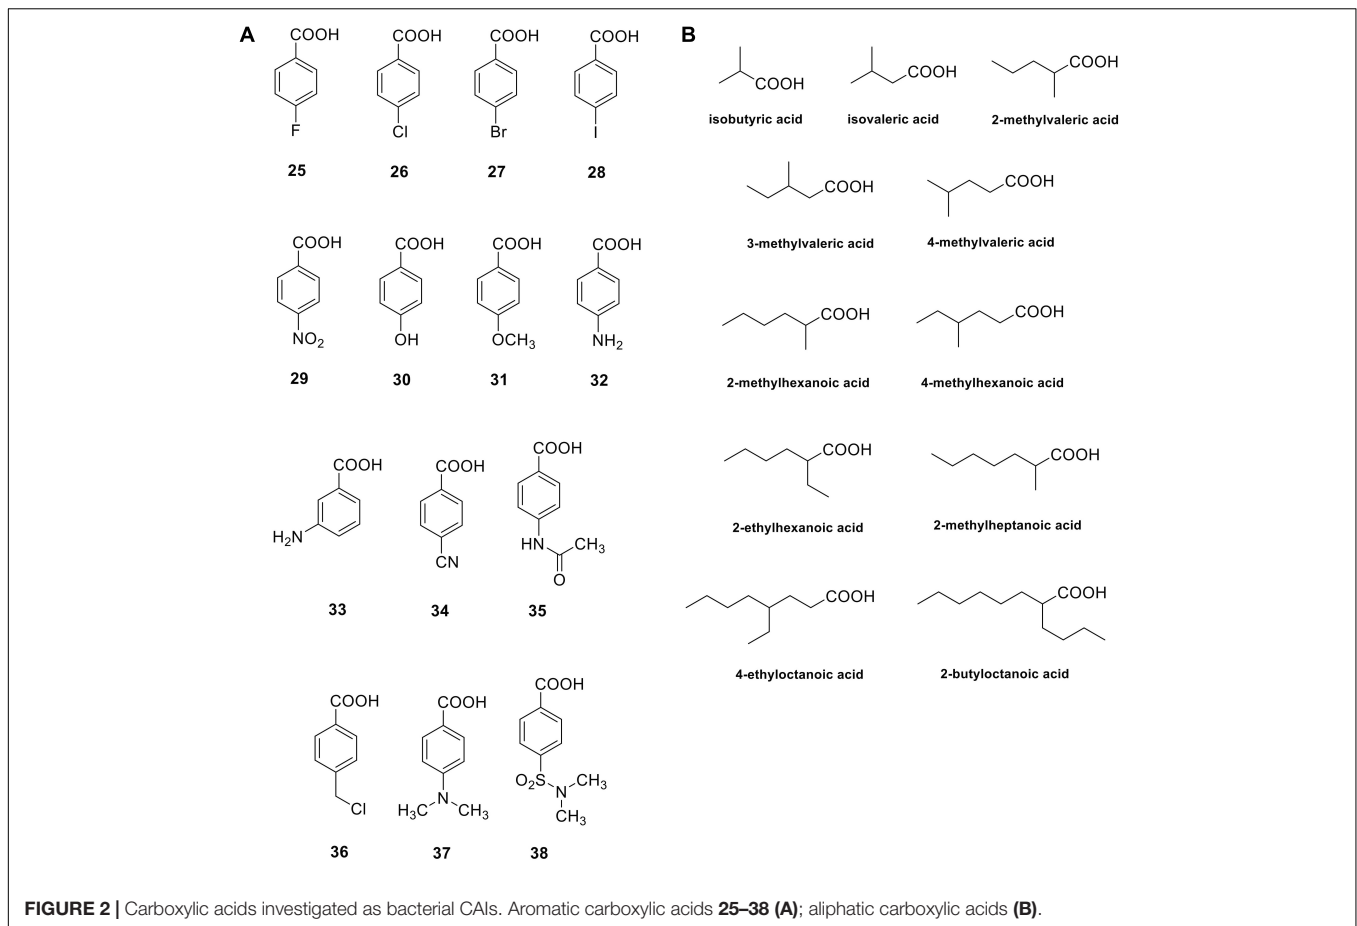 A
B
COOH COOH COOH COOH
F Cl Br I
25 26 27 28
COOH COOH COOH COOH
NO2 OH OCH3 NH2
29 30 31 32
COOH COOH COOH
H2N CN HN CH3
O
33 34 35
COOH COOH COOH
Cl H3C N CH3 O2S N CH3
CH3
36 37 38
COOH COOH COOH
isobutyric acid isovaleric acid 2-methylvaleric acid
COOH COOH
3-methylvaleric acid 4-methylvaleric acid
COOH COOH
2-methylhexanoic acid 4-methylhexanoic acid
COOH COOH
2-ethylhexanoic acid 2-methylheptanoic acid
COOH COOH
4-ethyloctanoic acid 2-butyloctanoic acid
FIGURE 2 | Carboxylic acids investigated as bacterial CAIs. Aromatic carboxylic acids 25–38 (A); aliphatic carboxylic acids (B).